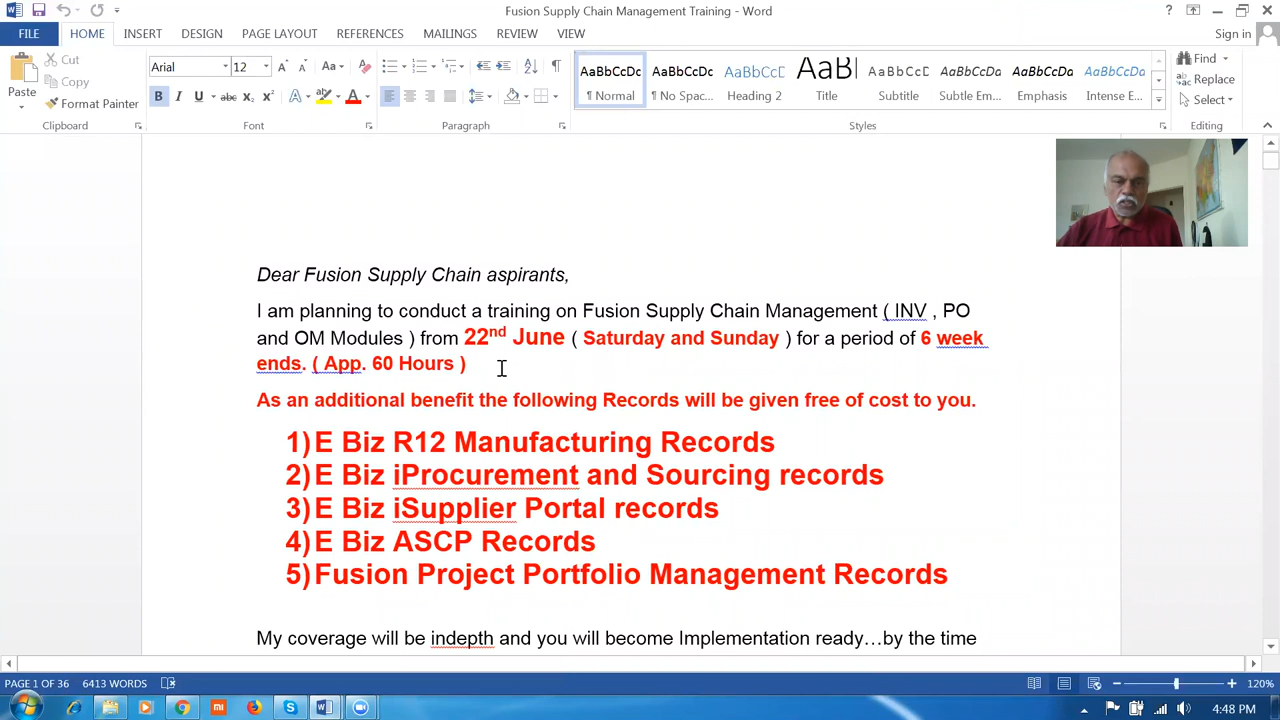 Fusion Supply Chain Management Training - Word
FILE HOME INSERT DESIGN PAGE LAYOUT REFERENCES MAILINGS REVIEW VIEW Sign in
Cut
Copy
Format Painter
Paste
Clipboard
Arial 12
Font
Paragraph
AaBbCcDc AaBbCcDc AaBbCc AaBl AaBbCcD AaBbCcDa AaBbCcDa AaBbCcDa
¶ Normal ¶ No Spac... Heading 2 Title Subtitle Subtle Em... Emphasis Intense E...
Styles
Find
Replace
Select
Editing
Dear Fusion Supply Chain aspirants,
I am planning to conduct a training on Fusion Supply Chain Management ( INV , PO
and OM Modules ) from 22nd June ( Saturday and Sunday ) for a period of 6 week
ends. ( App. 60 Hours )
As an additional benefit the following Records will be given free of cost to you.
1) E Biz R12 Manufacturing Records
2) E Biz iProcurement and Sourcing records
3) E Biz iSupplier Portal records
4) E Biz ASCP Records
5) Fusion Project Portfolio Management Records
My coverage will be indepth and you will become Implementation ready…by the time
PAGE 1 OF 36 6413 WORDS 120%
4:48 PM